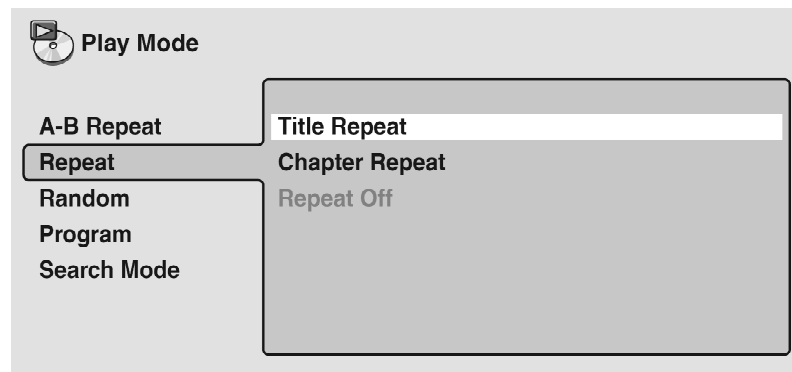 Play Mode
A-B Repeat
Repeat
Random
Program
Search Mode
Title Repeat
Chapter Repeat
Repeat Off